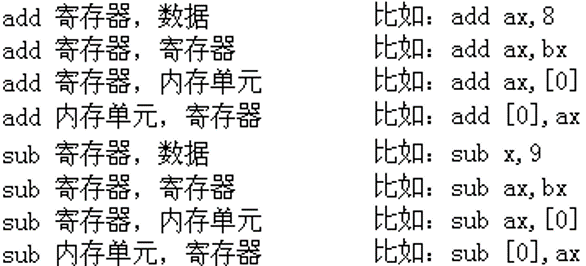 add 寄存器，数据 比如：add ax,8
add 寄存器，寄存器 比如：add ax,bx
add 寄存器，内存单元 比如：add ax,[0]
add 内存单元，寄存器 比如：add [0],ax
sub 寄存器，数据 比如：sub x,9
sub 寄存器，寄存器 比如：sub ax,bx
sub 寄存器，内存单元 比如：sub ax,[0]
sub 内存单元，寄存器 比如：sub [0],ax